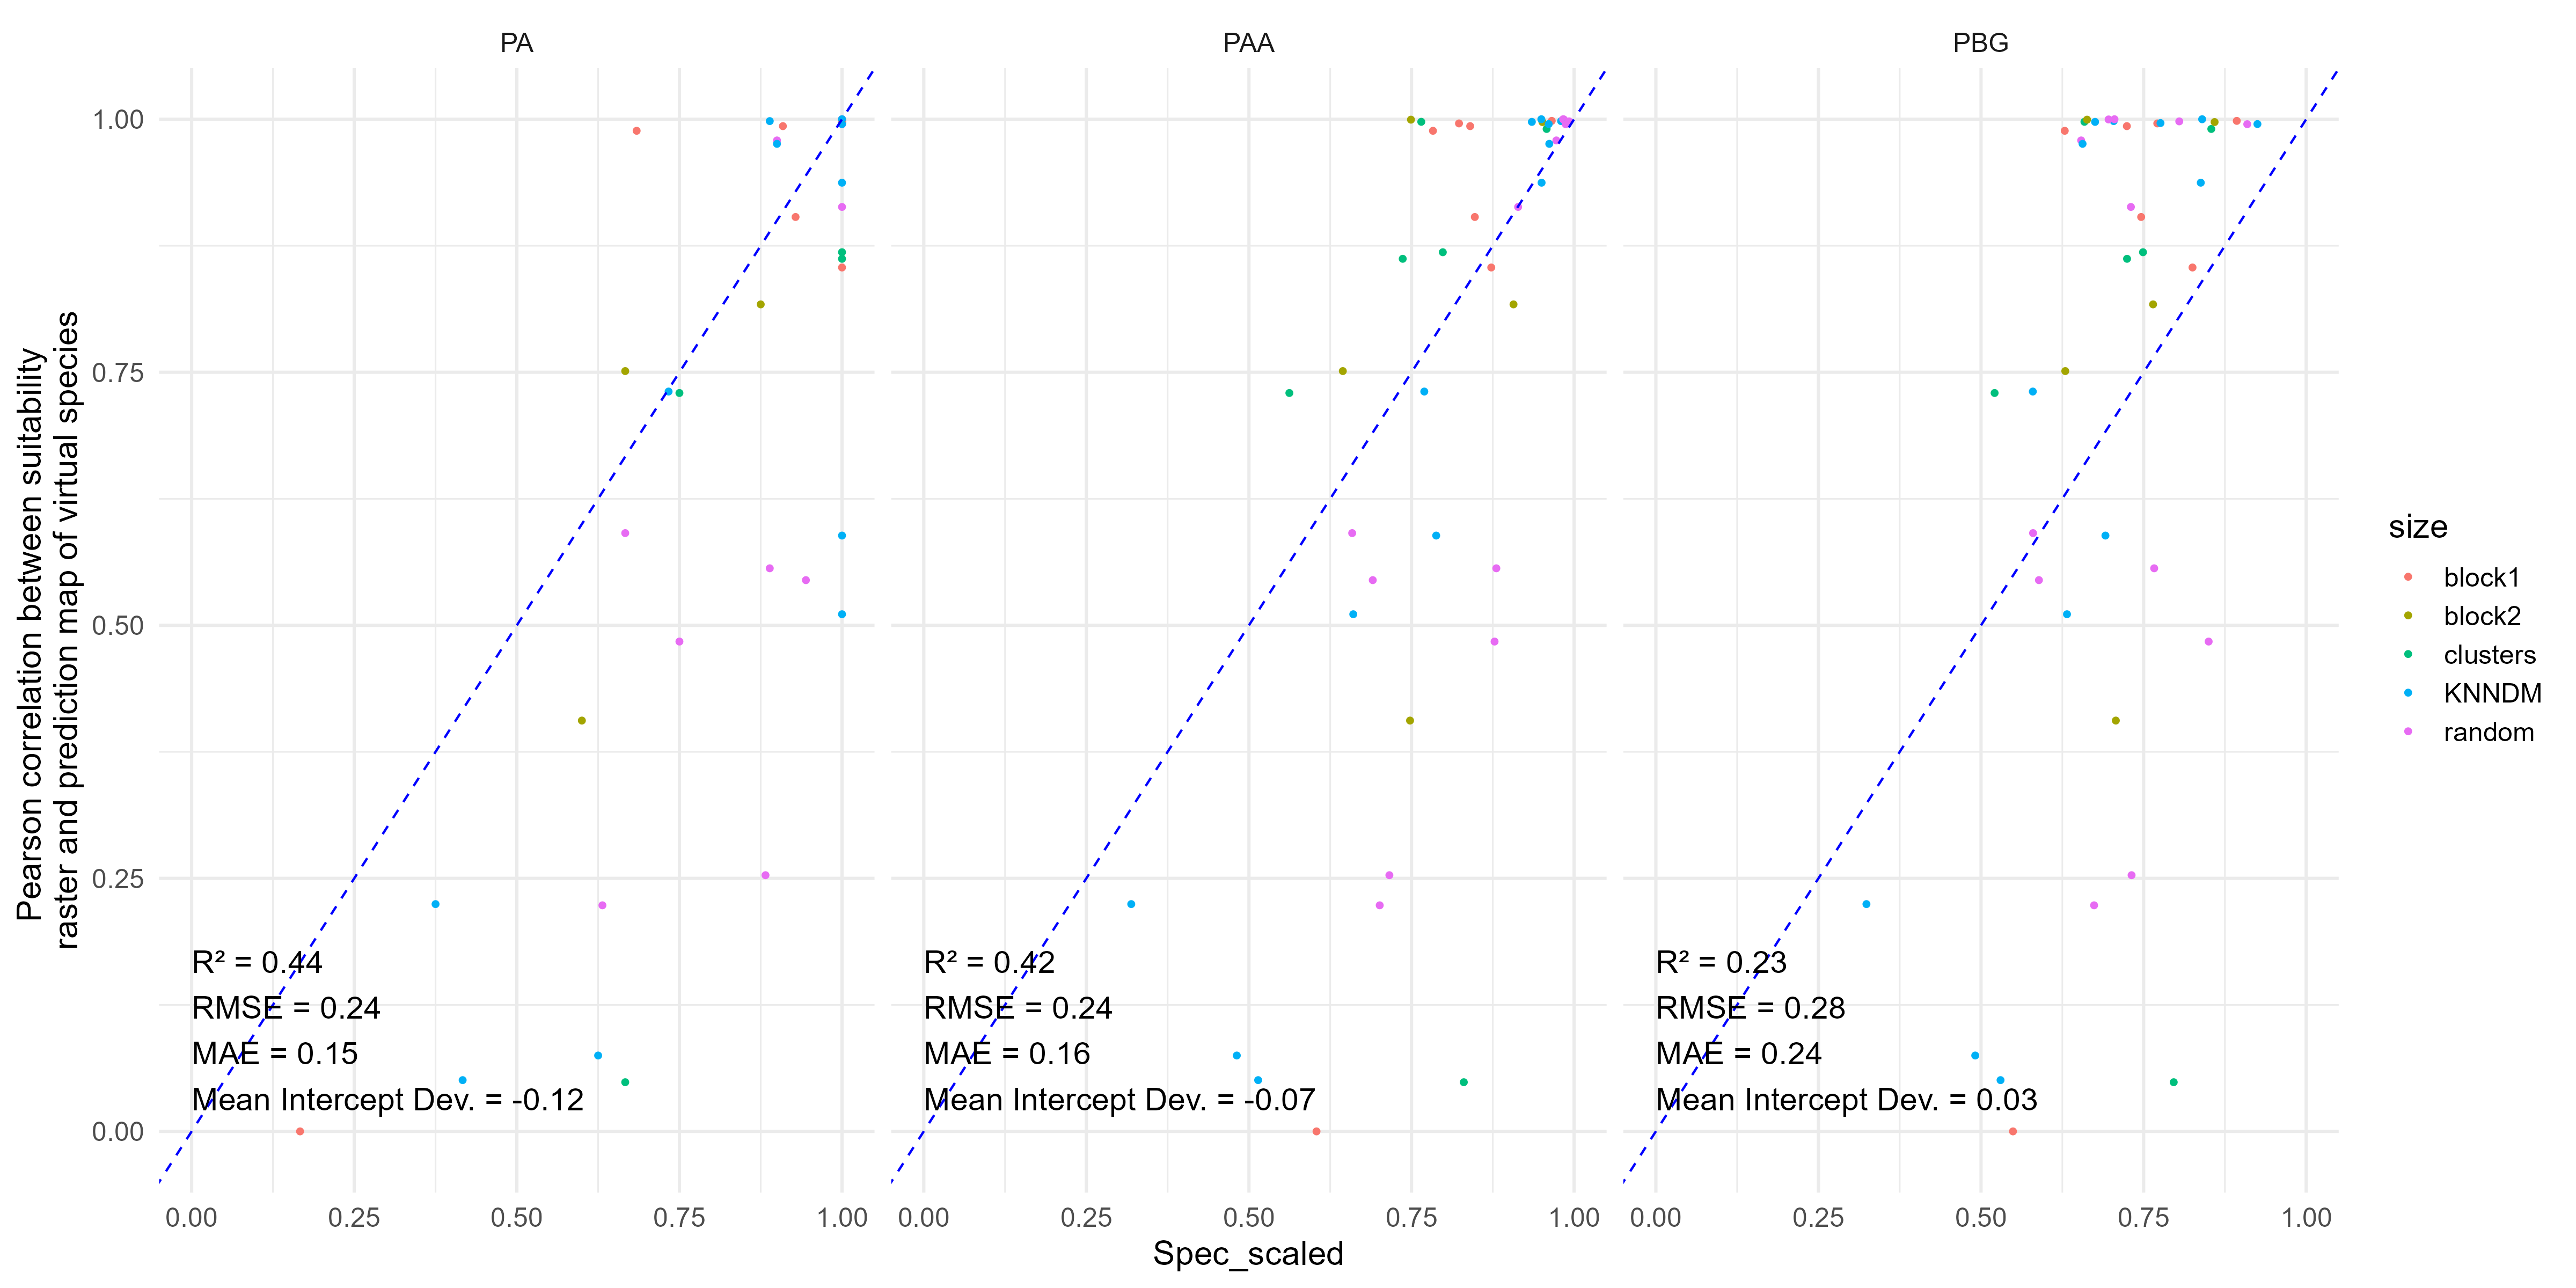 PA
PAA
PBG
Pearson correlation between suitability
raster and prediction map of virtual species
1.00
0.75
0.50
0.25
0.00
R² = 0.44
RMSE = 0.24
MAE = 0.15
Mean Intercept Dev. = -0.12
R² = 0.42
RMSE = 0.24
MAE = 0.16
Mean Intercept Dev. = -0.07
R² = 0.23
RMSE = 0.28
MAE = 0.24
Mean Intercept Dev. = 0.03
0.00 0.25 0.50 0.75 1.00
0.00 0.25 0.50 0.75 1.00
0.00 0.25 0.50 0.75 1.00
Spec_scaled
size
block1
block2
clusters
KNNDM
random